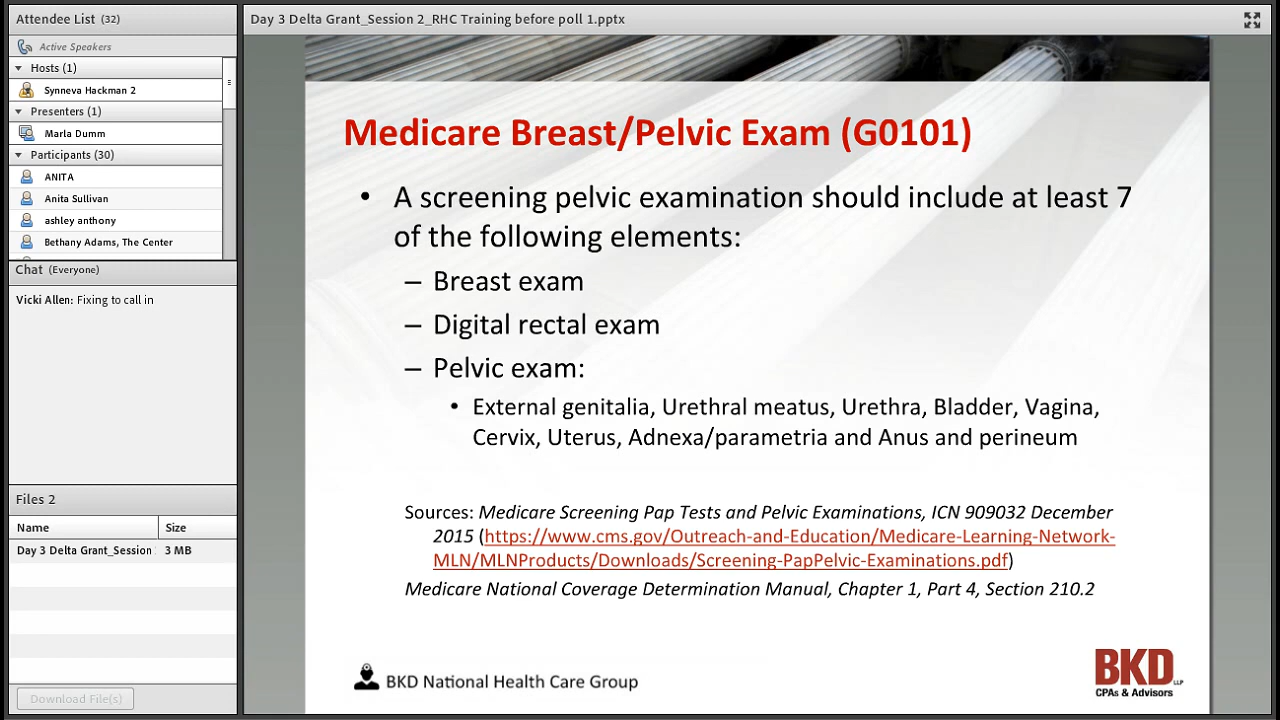 Attendee List (32)
Active Speakers
Hosts (1)
Synneva Hackman 2
Presenters (1)
Marla Dumm
Participants (30)
ANITA
Anita Sullivan
ashley anthony
Bethany Adams, The Center
Chat (Everyone)
Vicki Allen: Fixing to call in
Files 2
Name Size
Day 3 Delta Grant_Session 3 MB
Download File(s)
Day 3 Delta Grant_Session 2_RHC Training before poll 1.pptx
Medicare Breast/Pelvic Exam (G0101)
• A screening pelvic examination should include at least 7
of the following elements:
– Breast exam
– Digital rectal exam
– Pelvic exam:
• External genitalia, Urethral meatus, Urethra, Bladder, Vagina,
Cervix, Uterus, Adnexa/parametria and Anus and perineum
Sources: Medicare Screening Pap Tests and Pelvic Examinations, ICN 909032 December
2015 (https://www.cms.gov/Outreach-and-Education/Medicare-Learning-Network-
MLN/MLNProducts/Downloads/Screening-PapPelvic-Examinations.pdf)
Medicare National Coverage Determination Manual, Chapter 1, Part 4, Section 210.2
BKD National Health Care Group
BKD LLP
CPAs & Advisors